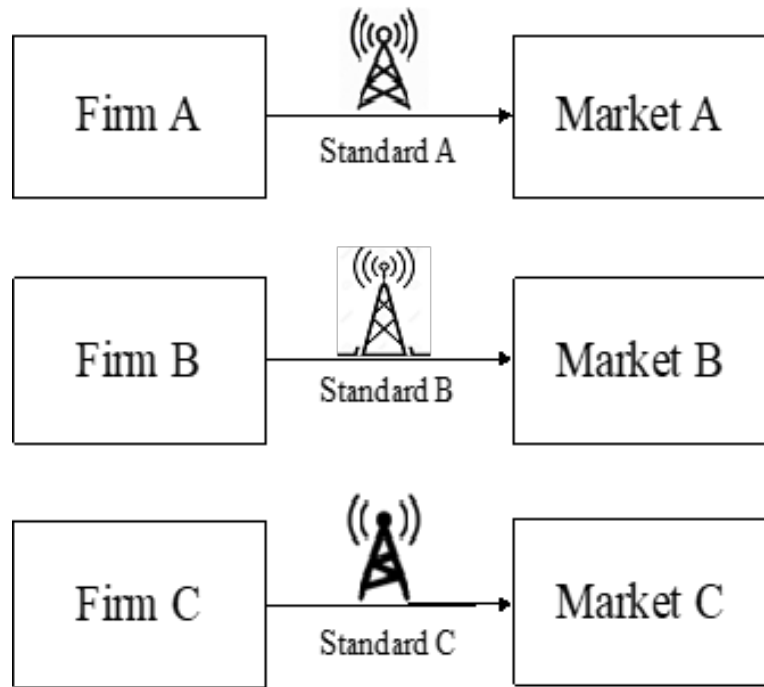 Firm A
Standard A
Market A
Firm B
Standard B
Market B
Firm C
Standard C
Market C